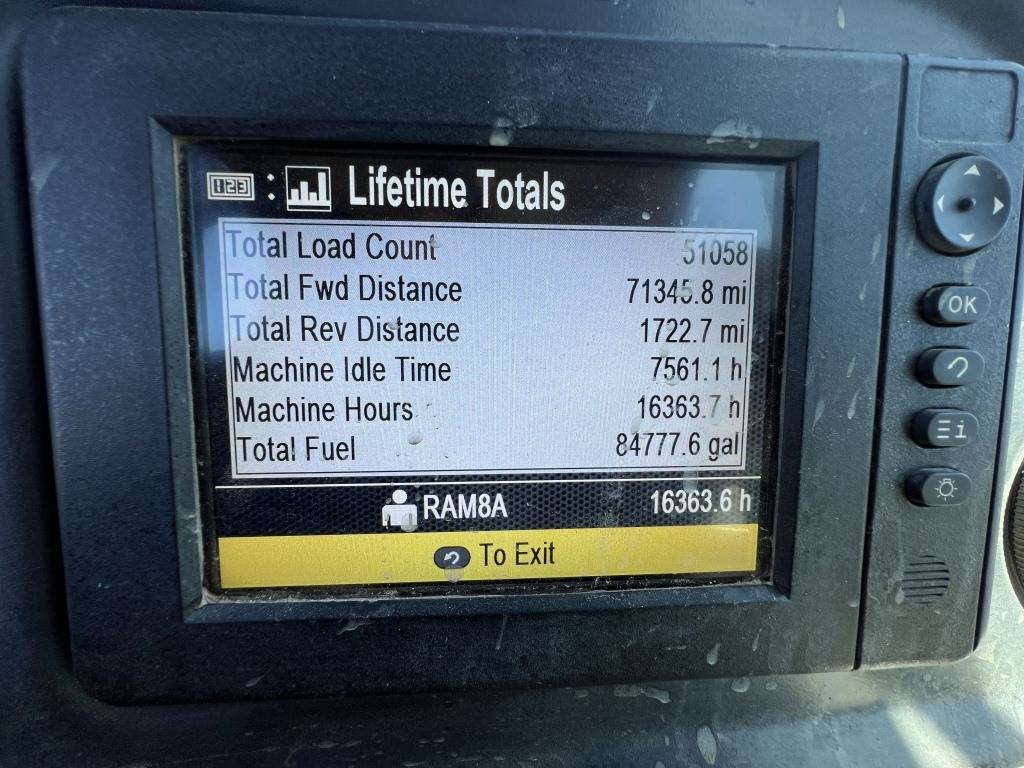 123 : Lifetime Totals
Total Load Count 51058
Total Fwd Distance 71345.8 mi
Total Rev Distance 1722.7 mi
Machine Idle Time 7561.1 h
Machine Hours 16363.7 h
Total Fuel 84777.6 gal
RAM8A 16363.6 h
To Exit
OK
i